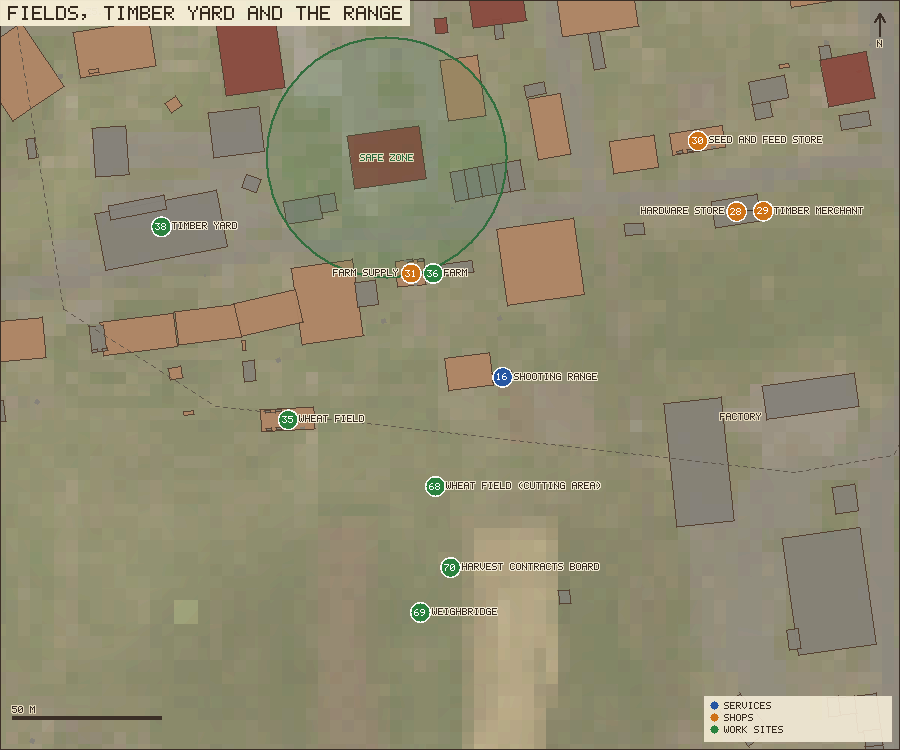 FIELDS, TIMBER YARD AND THE RANGE
N
30 SEED AND FEED STORE
SAFE ZONE
HARDWARE STORE 28 29 TIMBER MERCHANT
38 TIMBER YARD
FARM SUPPLY 31 36 FARM
16 SHOOTING RANGE
FACTORY
35 WHEAT FIELD
68 WHEAT FIELD (CUTTING AREA)
70 HARVEST CONTRACTS BOARD
69 WEIGHBRIDGE
50 M
SERVICES
SHOPS
WORK SITES